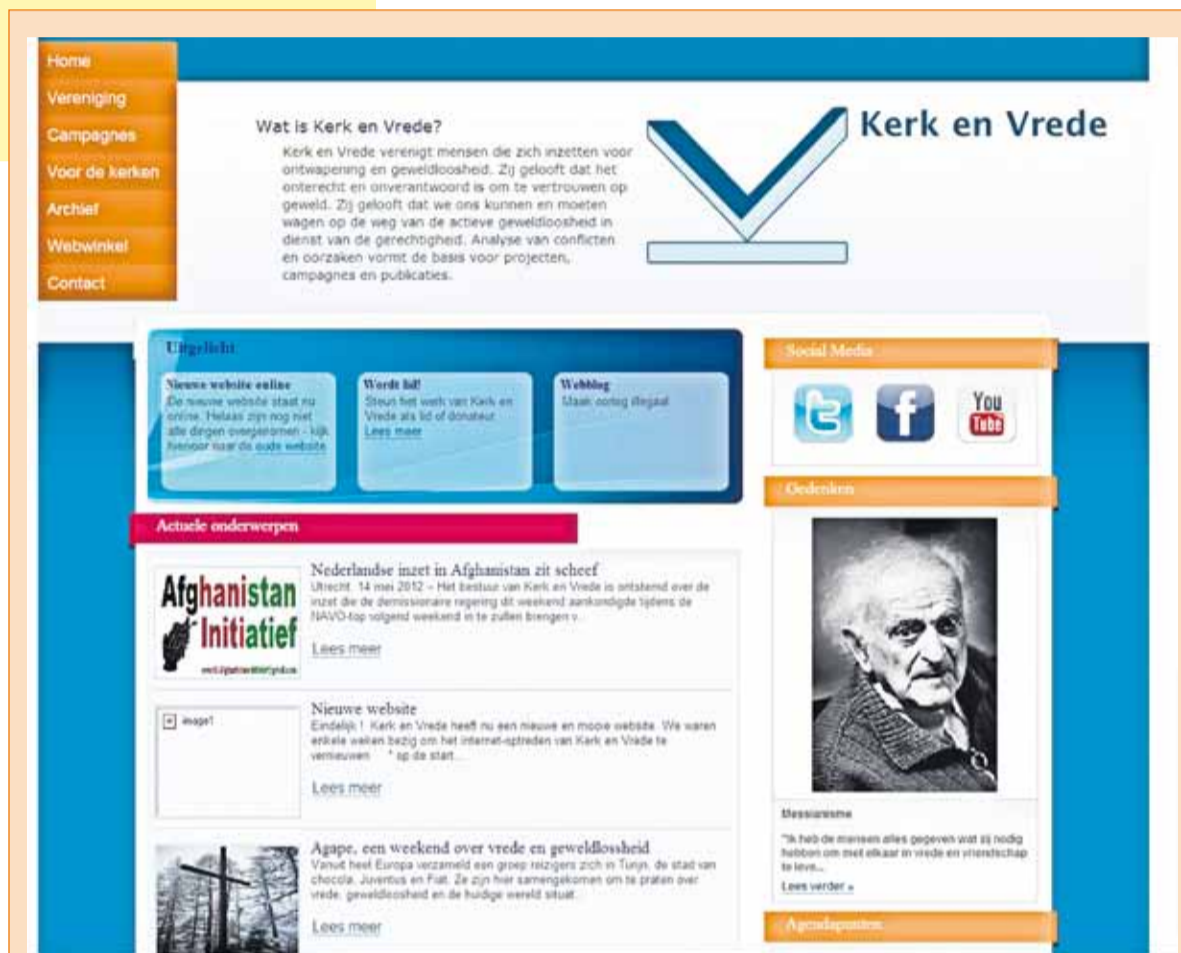 Home
Vereniging
Campagnes
Voor de kerken
Archief
Webwinkel
Contact
Wat is Kerk en Vrede?
Kerk en Vrede verenigt mensen die zich inzetten voor
ontwapening en geweldloosheid. Zij gelooft dat het
onterecht en onverantwoord is om te vertrouwen op
geweld. Zij gelooft dat we ons kunnen en moeten
wagen op de weg van de actieve geweldloosheid in
dienst van de gerechtigheid. Analyse van conflicten
en oorzaken vormt de basis voor projecten,
campagnes en publicaties.
Kerk en Vrede
Uitgelicht
Nieuwe website online
De nieuwe website staat nu
online. Helaas zijn nog niet
alle dingen overgenomen - kijk
hiervoor naar de oude website
Wordt lid!
Steun het werk van Kerk en
Vrede als lid of donateur.
Lees meer
Webblog
Maak oorlog illegaal
Actuele onderwerpen
Afghanistan
Initiatief
Nederlandse inzet in Afghanistan zit scheef
Utrecht, 14 mei 2012 – Het bestuur van Kerk en Vrede is ontstemd over de
inzet die de demissionaire regering dit weekend aankondigde tijdens de
NAVO-top volgend weekend in te zullen brengen v...
Lees meer
image1
Nieuwe website
Eindelijk ! Kerk en Vrede heeft nu een nieuwe en mooie website. We waren
enkele weken bezig om het internet-optreden van Kerk en Vrede te
vernieuwen " op de start...
Lees meer
Agape, een weekend over vrede en geweldlossheid
Vanuit heel Europa verzameld een groep reizigers zich in Turijn, de stad van
chocola, Juventus en Fiat. Ze zijn hier samengekomen om te praten over
vrede, geweldloosheid en de huidige wereld situat...
Lees meer
Social Media
t
f
You
Tube
Gedenken
Messianisme
"Ik heb de mensen alles gegeven wat zij nodig
hebben om met elkaar in vrede en vriendschap
te leve...
Lees verder »
Agendapunten